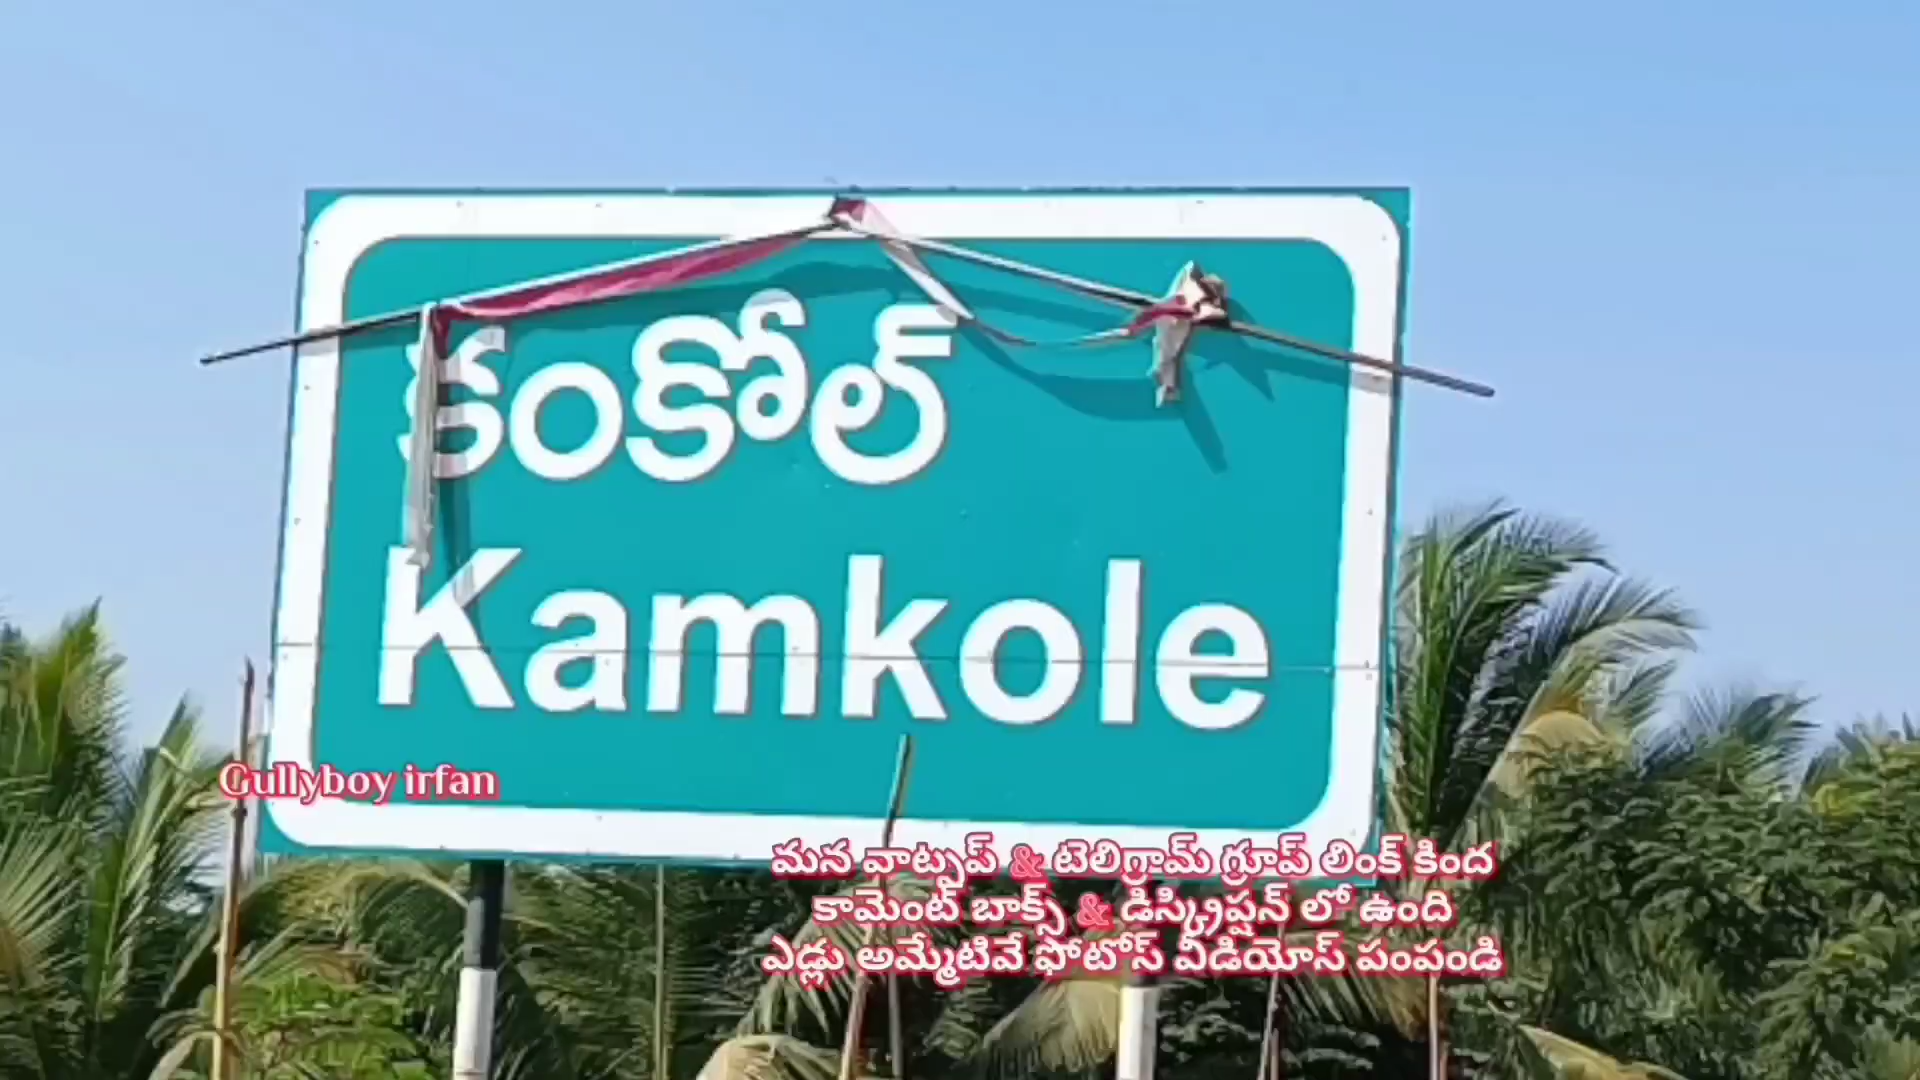 కంకోల్
Kamkole
Gullyboy irfan
మన వాట్సప్ & టెలిగ్రామ్ గ్రూప్ లింక్ కింద
కామెంట్ బాక్స్ & డిస్క్రిప్షన్ లో ఉంది
ఎడ్లు అమ్మేటివే ఫోటోస్ వీడియోస్ పంపండి